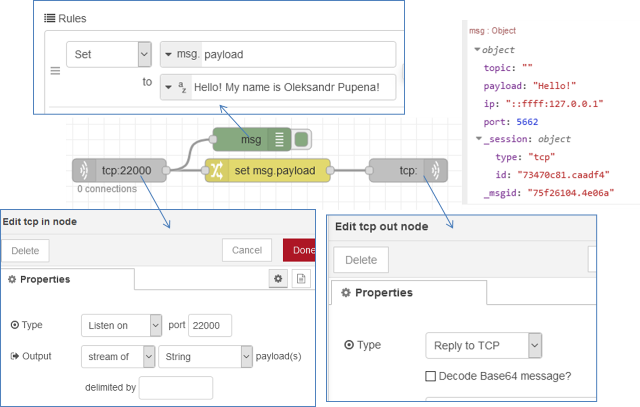 Rules
Set
msg. payload
to
az Hello! My name is Oleksandr Pupena!
msg : Object
object
topic: ""
payload: "Hello!"
ip: "::ffff:127.0.0.1"
port: 5662
_session: object
type: "tcp"
id: "73470c81.caadf4"
_msgid: "75f26104.4e06a"
msg
tcp:22000
set msg.payload
tcp:
0 connections
Edit tcp in node
Delete
Cancel
Done
Properties
Type
Listen on
port
22000
Output
stream of
String
payload(s)
delimited by
Edit tcp out node
Delete
Properties
Type
Reply to TCP
Decode Base64 message?